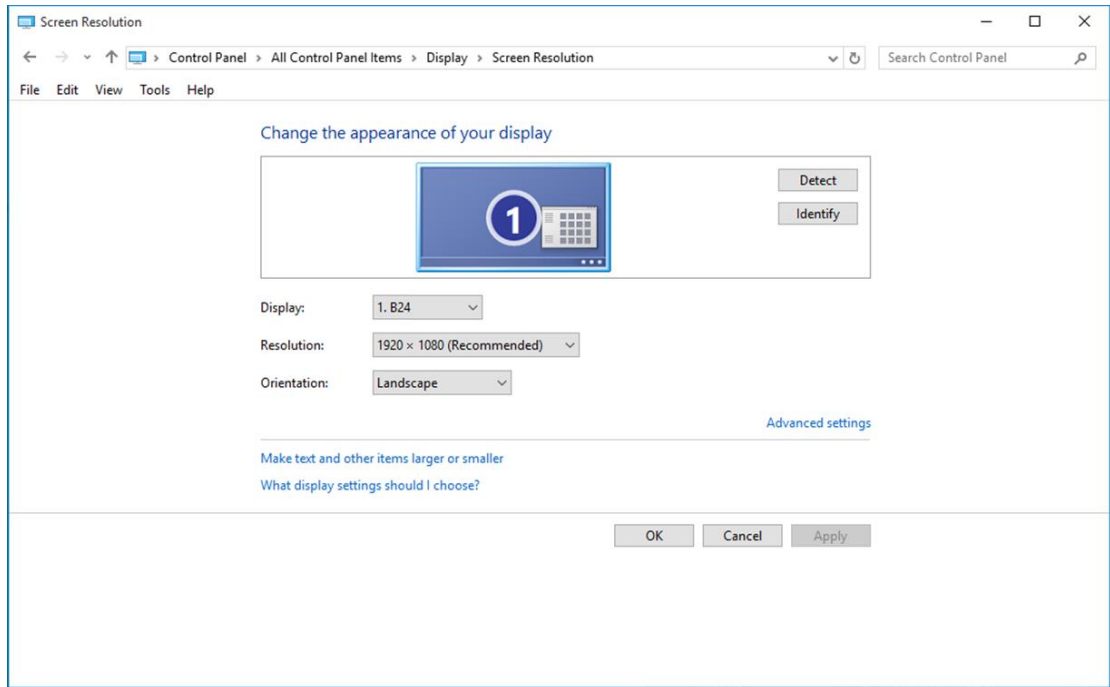 Screen Resolution
Control Panel > All Control Panel Items > Display > Screen Resolution
Search Control Panel
File Edit View Tools Help
Change the appearance of your display
1
Detect
Identify
Display: 1. B24
Resolution: 1920 × 1080 (Recommended)
Orientation: Landscape
Advanced settings
Make text and other items larger or smaller
What display settings should I choose?
OK Cancel Apply